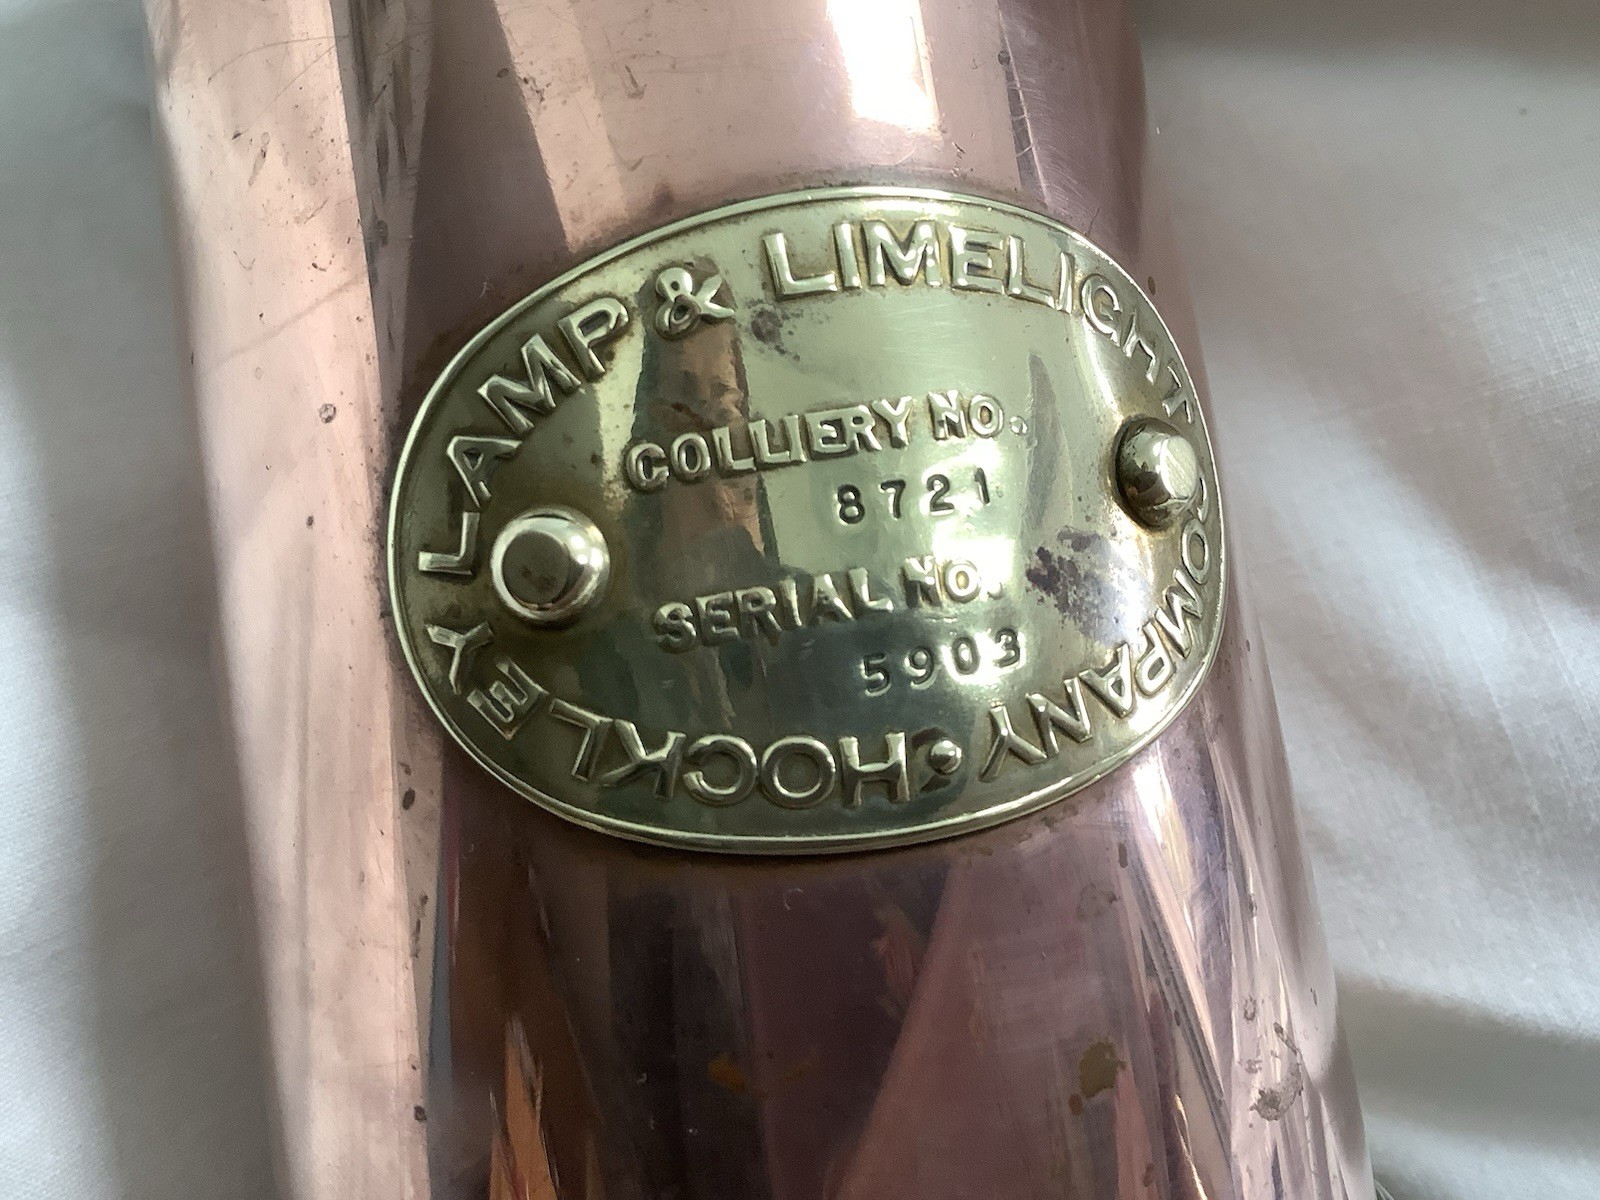 HOCKLEY LAMP & LIMELIGHT COMPANY •
COLLIERY NO.
8721
SERIAL NO.
5903